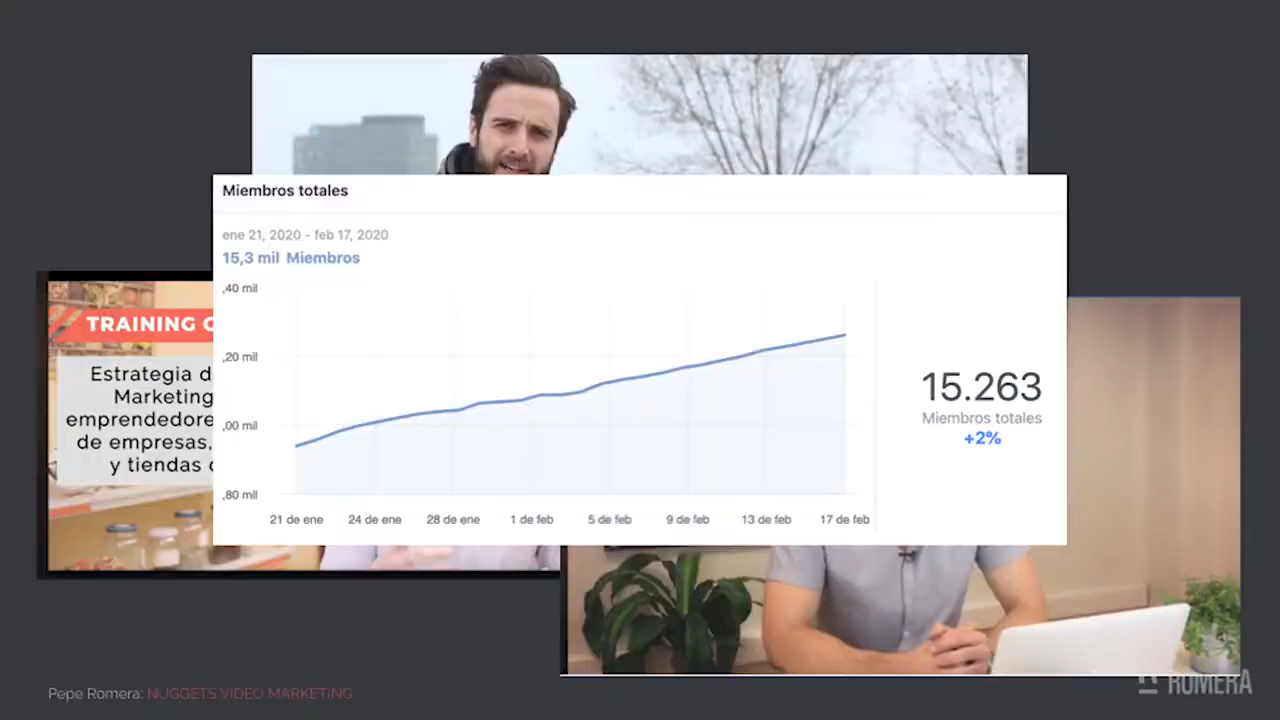 Miembros totales
ene 21, 2020 - feb 17, 2020
15,3 mil Miembros
,40 mil
,20 mil
,00 mil
,80 mil
21 de ene
24 de ene
28 de ene
1 de feb
5 de feb
9 de feb
13 de feb
17 de feb
15.263
Miembros totales
+2%
TRAINING
Estrategia d
Marketing
emprendedore
de empresas.
y tiendas
Pepe Romera: NUGGETS VIDEO MARKETING
ROMERA